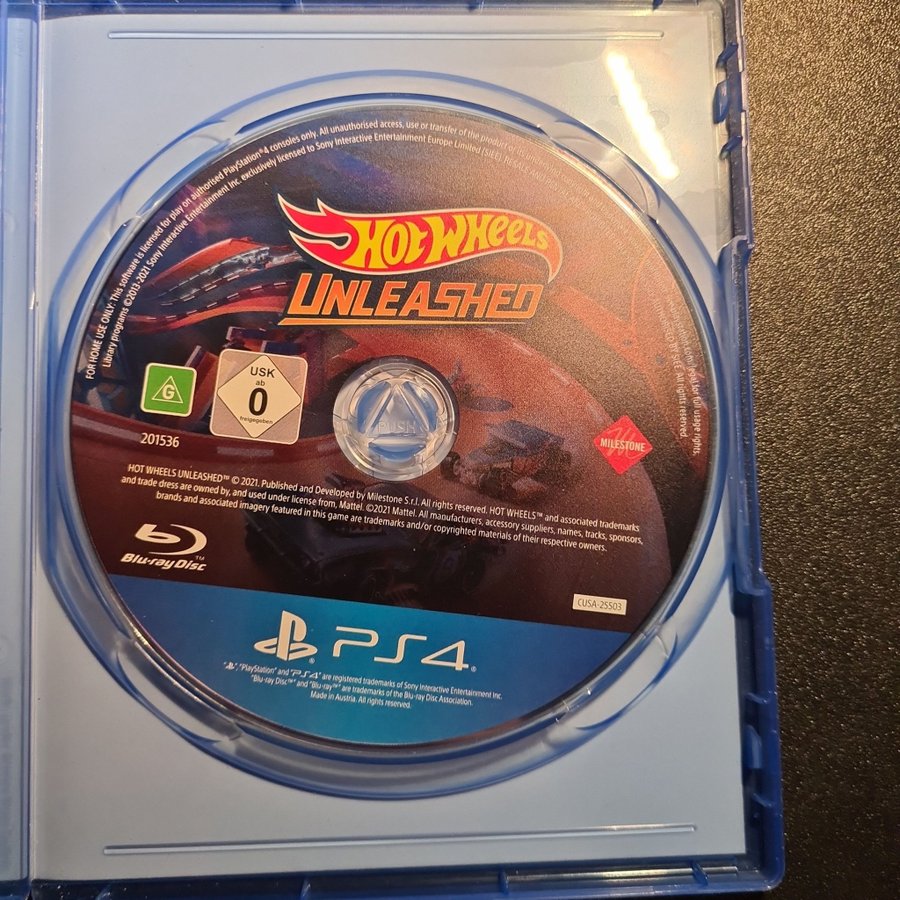 FOR HOME USE ONLY: This software is licensed for play on authorised PlayStation®4 consoles only. All unauthorised access, use or transfer of the product or
Library programs ©2013-2021 Sony Interactive Entertainment Inc. exclusively licensed to Sony Interactive Entertainment Europe Limited (SIEE).
for full usage rights.
All rights reserved.
HOT WHEELS
UNLEASHED
G
USK
ab
0
freigegeben
PUSH
MILESTONE
201536
HOT WHEELS UNLEASHED™ © 2021. Published and Developed by Milestone S.r.l. All rights reserved. HOT WHEELS™ and associated trademarks
and trade dress are owned by, and used under license from, Mattel. ©2021 Mattel. All manufacturers, accessory suppliers, names, tracks, sponsors,
brands and associated imagery featured in this game are trademarks and/or copyrighted materials of their respective owners.
Blu-ray Disc™
CUSA-25503
PS4
", "PlayStation" and "PS4" are registered trademarks of Sony Interactive Entertainment Inc.
"Blu-ray Disc™" and "Blu-ray™" are trademarks of the Blu-ray Disc Association.
Made in Austria. All rights reserved.